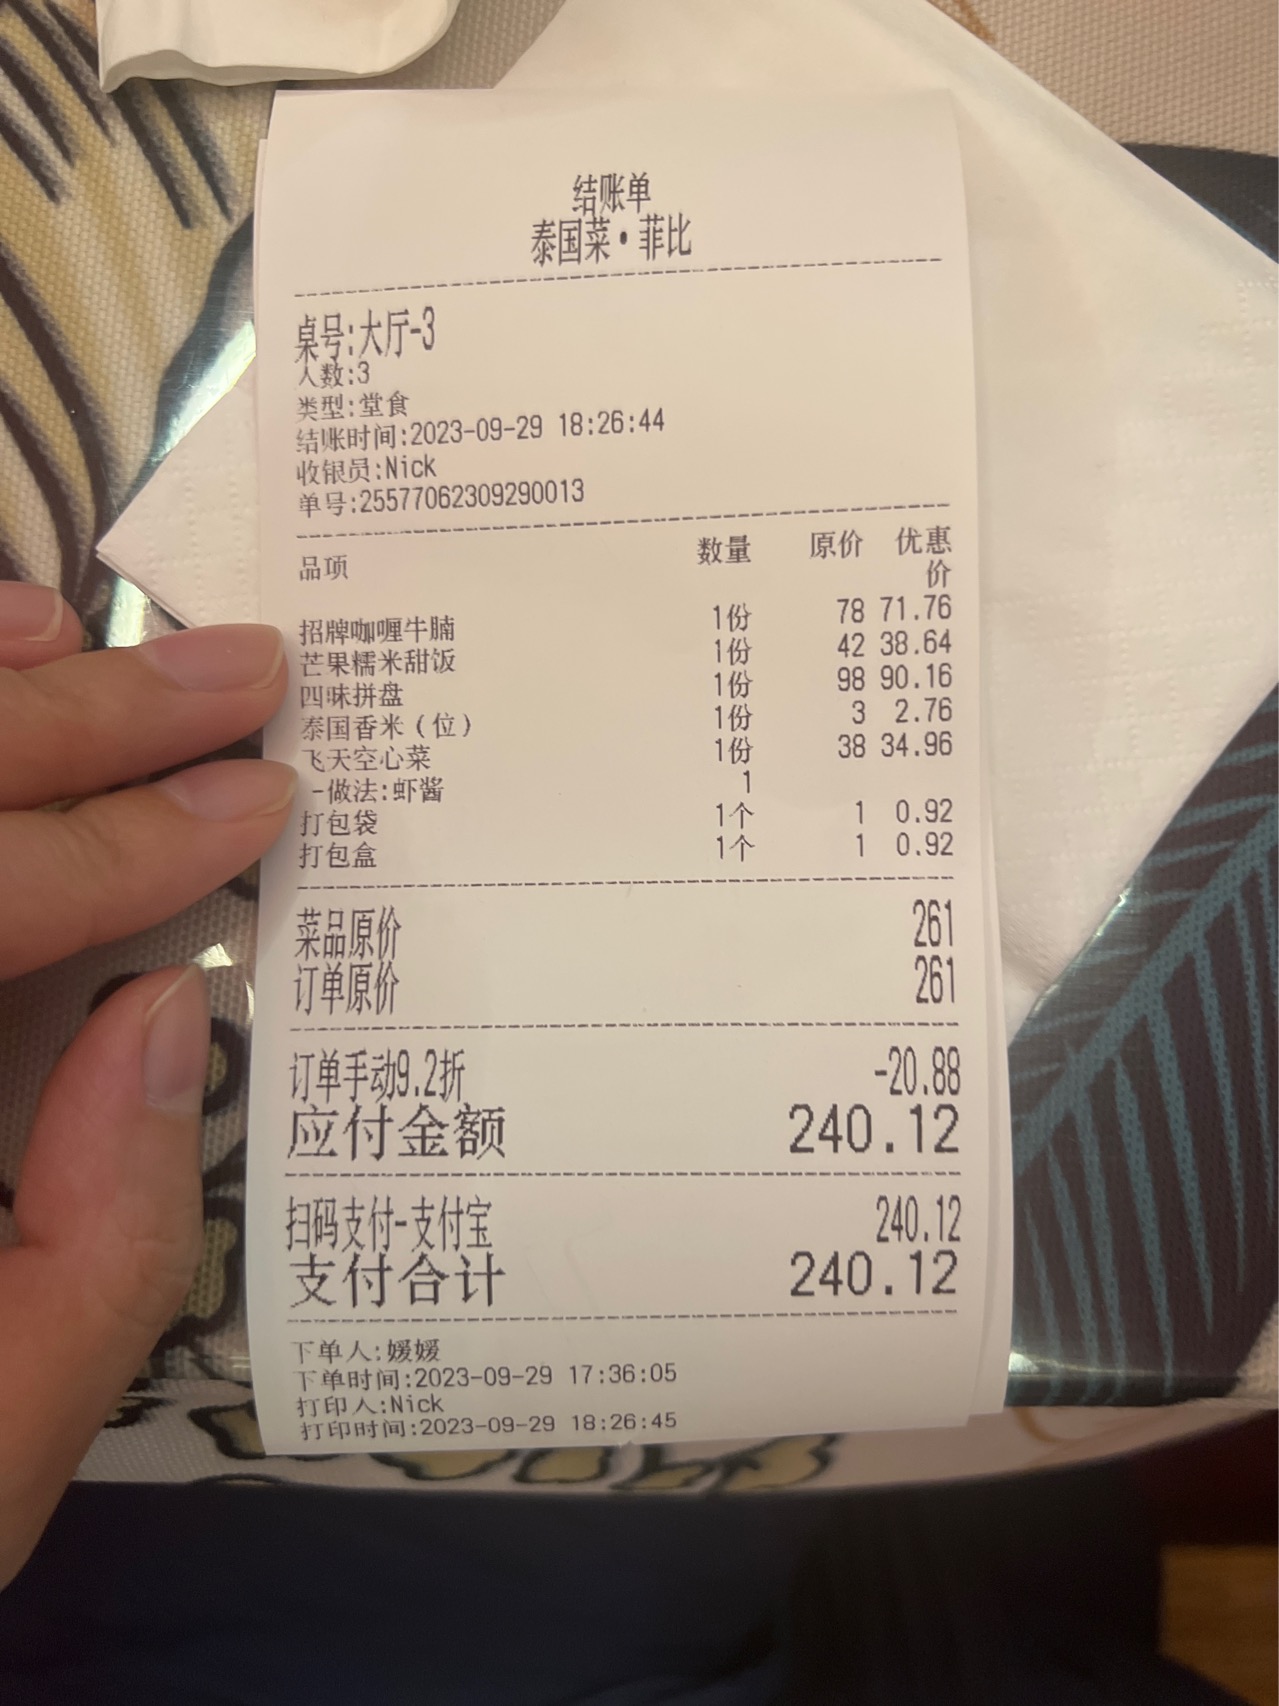 结账单
泰国菜•菲比
桌号:大厅-3
人数:3
类型:堂食
结账时间:2023-09-29 18:26:44
收银员:Nick
单号:25577062309290013
品项 数量 原价 优惠价
招牌咖喱牛腩 1份 78 71.76
芒果糯米甜饭 1份 42 38.64
四味拼盘 1份 98 90.16
泰国香米(位) 1份 3 2.76
飞天空心菜 1份 38 34.96
-做法:虾酱 1
打包袋 1个 1 0.92
打包盒 1个 1 0.92
菜品原价 261
订单原价 261
订单手动9.2折 -20.88
应付金额 240.12
扫码支付-支付宝 240.12
支付合计 240.12
下单人:媛媛
下单时间:2023-09-29 17:36:05
打印人:Nick
打印时间:2023-09-29 18:26:45